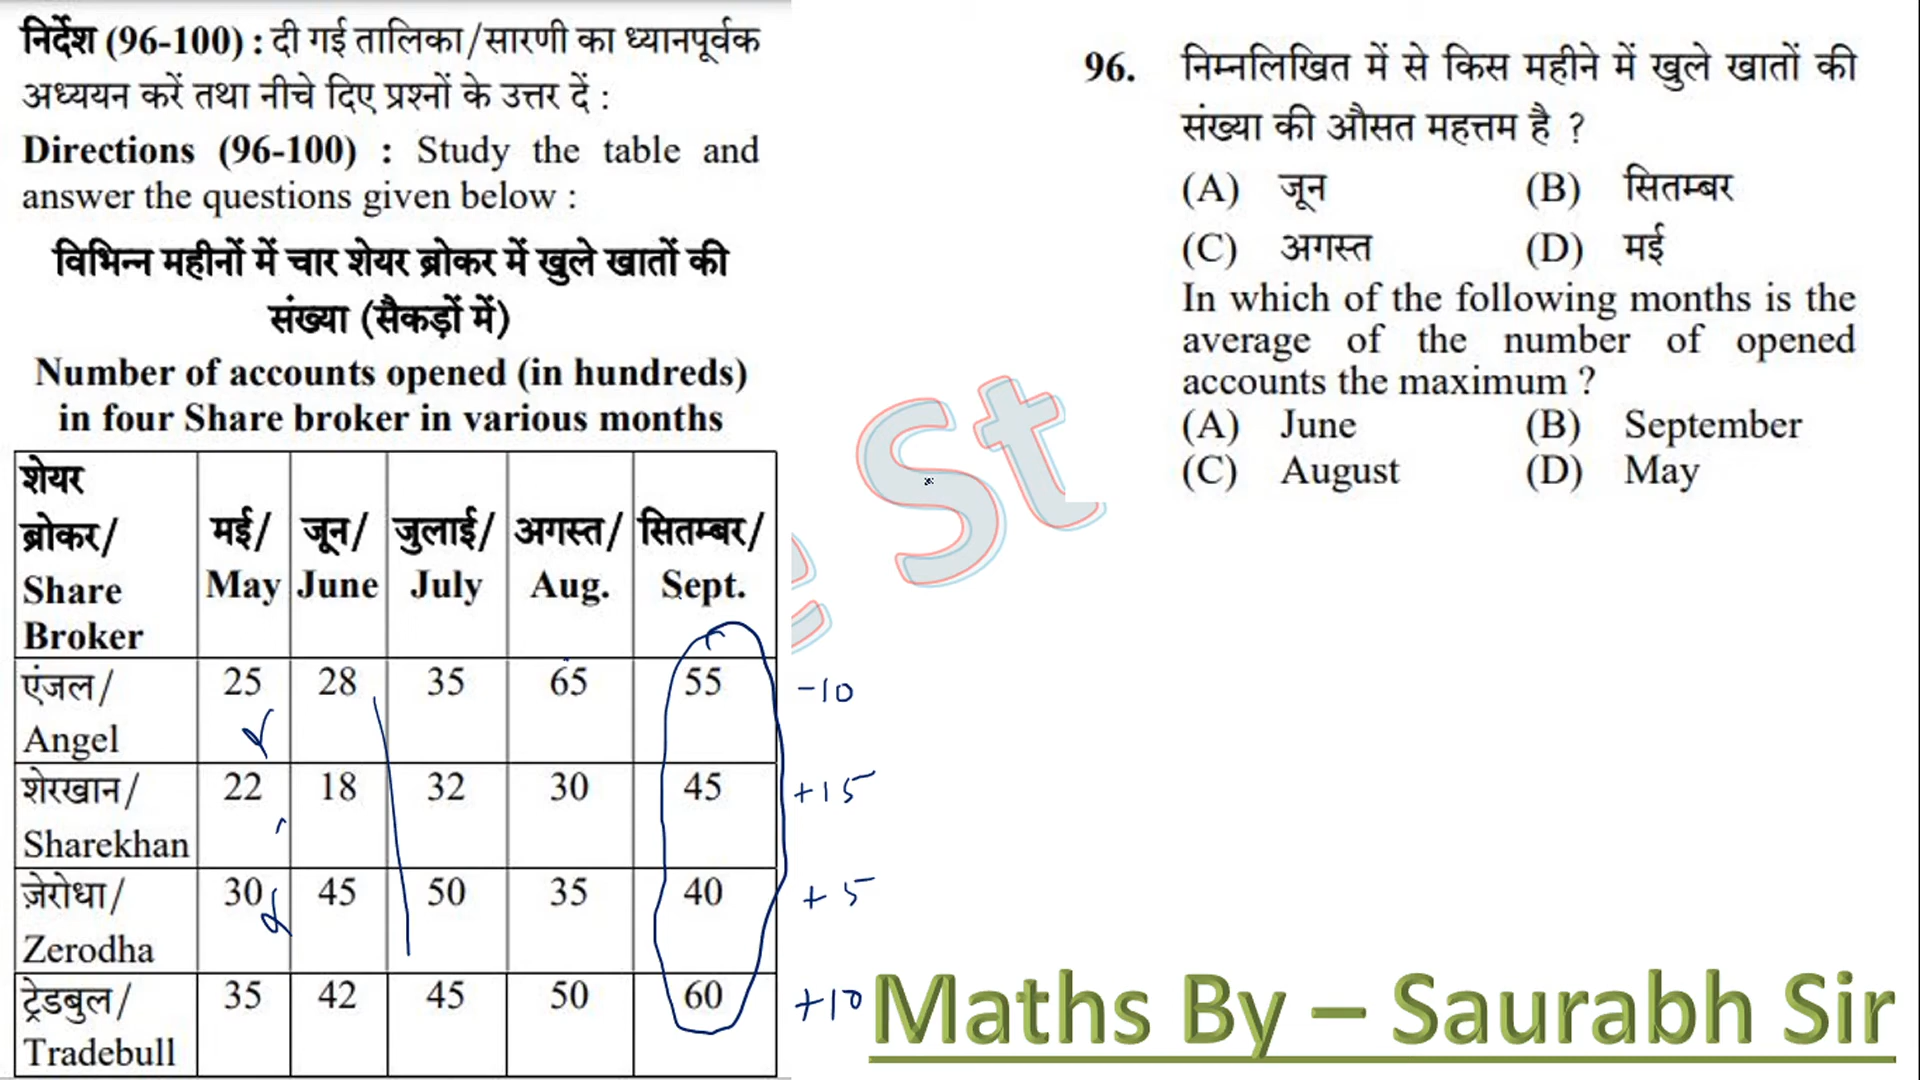 निर्देश (96-100) : दी गई तालिका/सारणी का ध्यानपूर्वक
अध्ययन करें तथा नीचे दिए प्रश्नों के उत्तर दें :
Directions (96-100) : Study the table and
answer the questions given below :
विभिन्न महीनों में चार शेयर ब्रोकर में खुले खातों की
संख्या (सैकड़ों में)
Number of accounts opened (in hundreds)
in four Share broker in various months
शेयर
ब्रोकर/ मई/ जून/ जुलाई/ अगस्त/ सितम्बर/
Share May June July Aug. Sept.
Broker
एंजल/ 25 28 35 65 55 -10
Angel
शेरखान/ 22 18 32 30 45 +15
Sharekhan
ज़ेरोधा/ 30 45 50 35 40 +5
Zerodha
ट्रेडबुल/ 35 42 45 50 60 +10
Tradebull
96. निम्नलिखित में से किस महीने में खुले खातों की
संख्या की औसत महत्तम है ?
(A) जून (B) सितम्बर
(C) अगस्त (D) मई
In which of the following months is the
average of the number of opened
accounts the maximum ?
(A) June (B) September
(C) August (D) May
e St
Maths By – Saurabh Sir